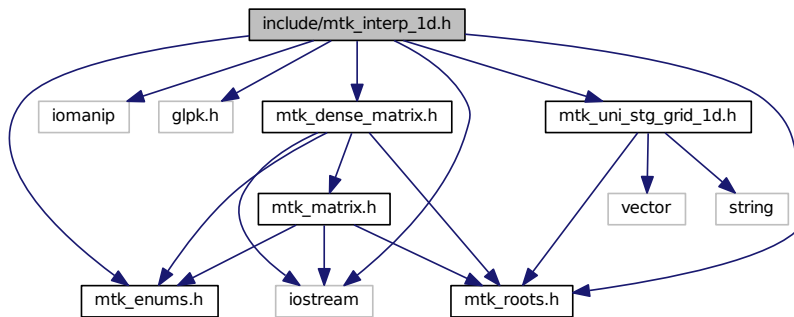 include/mtk_interp_1d.h
iomanip
glpk.h
mtk_dense_matrix.h
mtk_uni_stg_grid_1d.h
mtk_matrix.h
vector
string
mtk_enums.h
iostream
mtk_roots.h